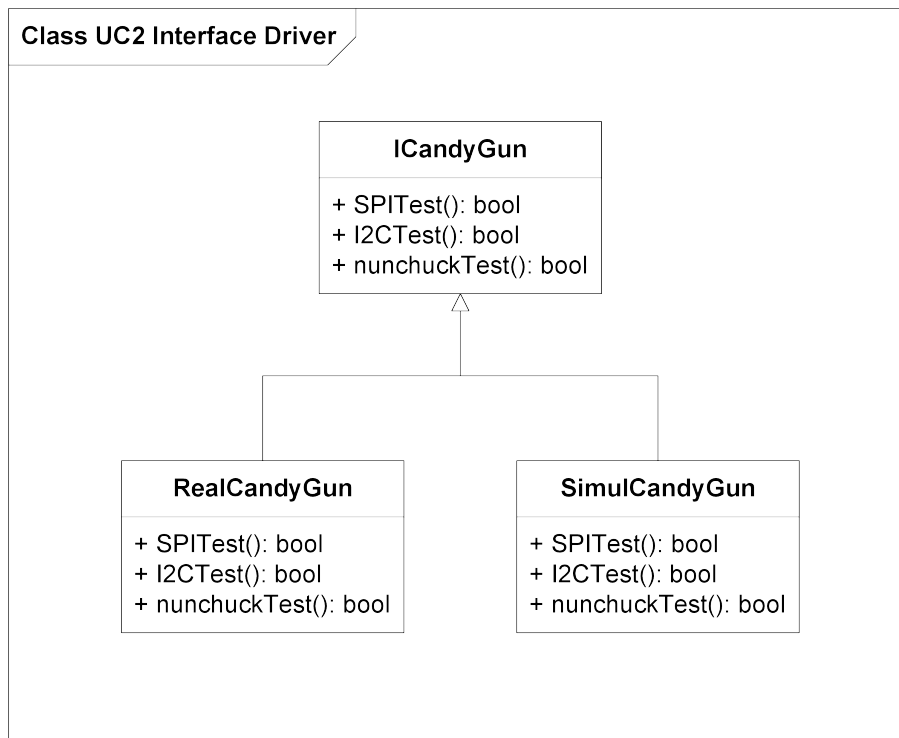 Class UC2 Interface Driver
ICandyGun
+ SPITest(): bool
+ I2CTest(): bool
+ nunchuckTest(): bool
RealCandyGun
+ SPITest(): bool
+ I2CTest(): bool
+ nunchuckTest(): bool
SimulCandyGun
+ SPITest(): bool
+ I2CTest(): bool
+ nunchuckTest(): bool